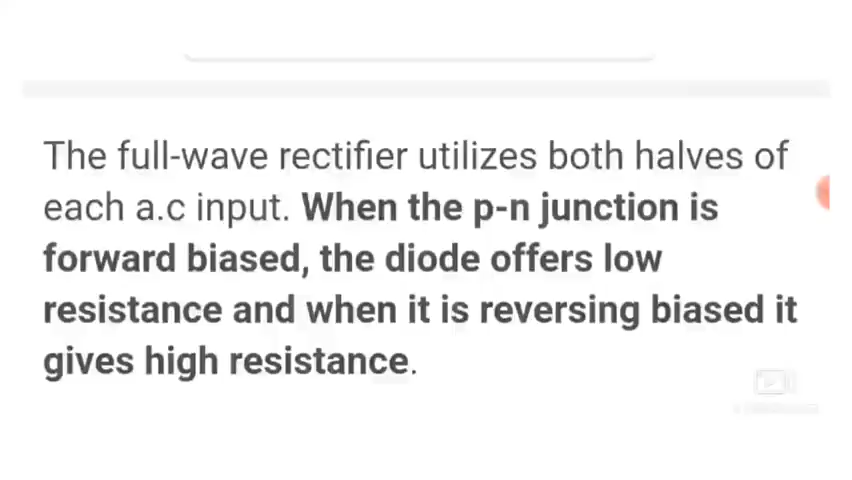 The full-wave rectifier utilizes both halves of
each a.c input. When the p-n junction is
forward biased, the diode offers low
resistance and when it is reversing biased it
gives high resistance.